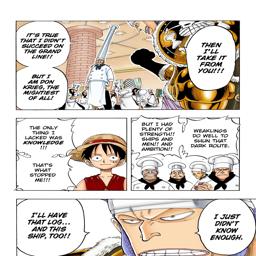 THEN
I'LL
TAKE IT
FROM
YOU!!!
IT'S TRUE
THAT I DIDN'T
SUCCEED ON
THE GRAND
LINE!!
BUT I
AM DON
KRIEG, THE
MIGHTIEST
OF ALL!
WEAKLINGS
DO WELL TO
SHUN THAT
DARK ROUTE.
BUT I HAD
PLENTY OF
STRENGTH!!
SHIPS AND
MEN!! AND
AMBITION!!
THE ONLY
THING I
LACKED WAS
KNOWLEDGE
!!!
THAT'S
WHAT
STOPPED
ME!!!
I JUST
DIDN'T
KNOW
ENOUGH.
I'LL HAVE
THAT LOG...
AND THIS
SHIP, TOO!!